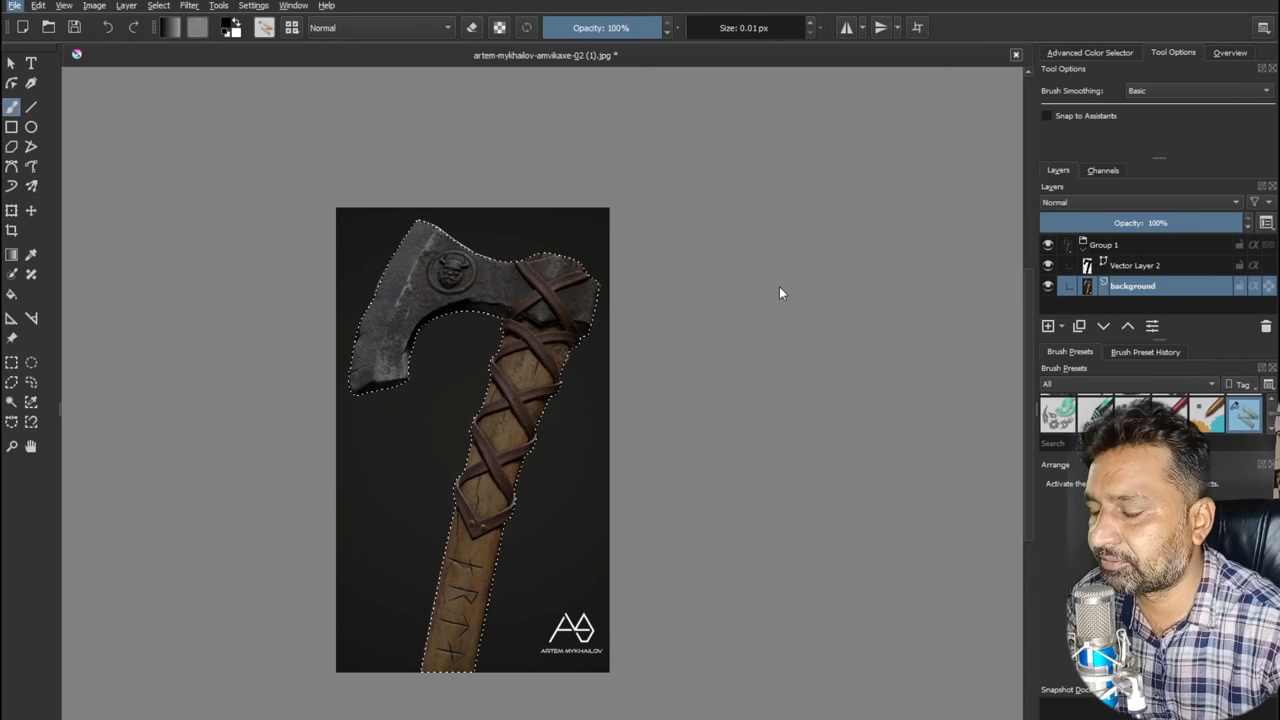 File Edit View Image Layer Select Filter Tools Settings Window Help
Normal Opacity: 100% Size: 0.01 px
artem-mykhailov-amvikaxe-02 (1).jpg *
Advanced Color Selector Tool Options Overview
Tool Options
Brush Smoothing: Basic
Snap to Assistants
Layers Channels
Layers
Normal
Opacity: 100%
Group 1
Vector Layer 2
background
Brush Presets Brush Preset History
Brush Presets
All Tag
Search
Arrange
Activate the
Snapshot
ARTEM MYKHAILOV